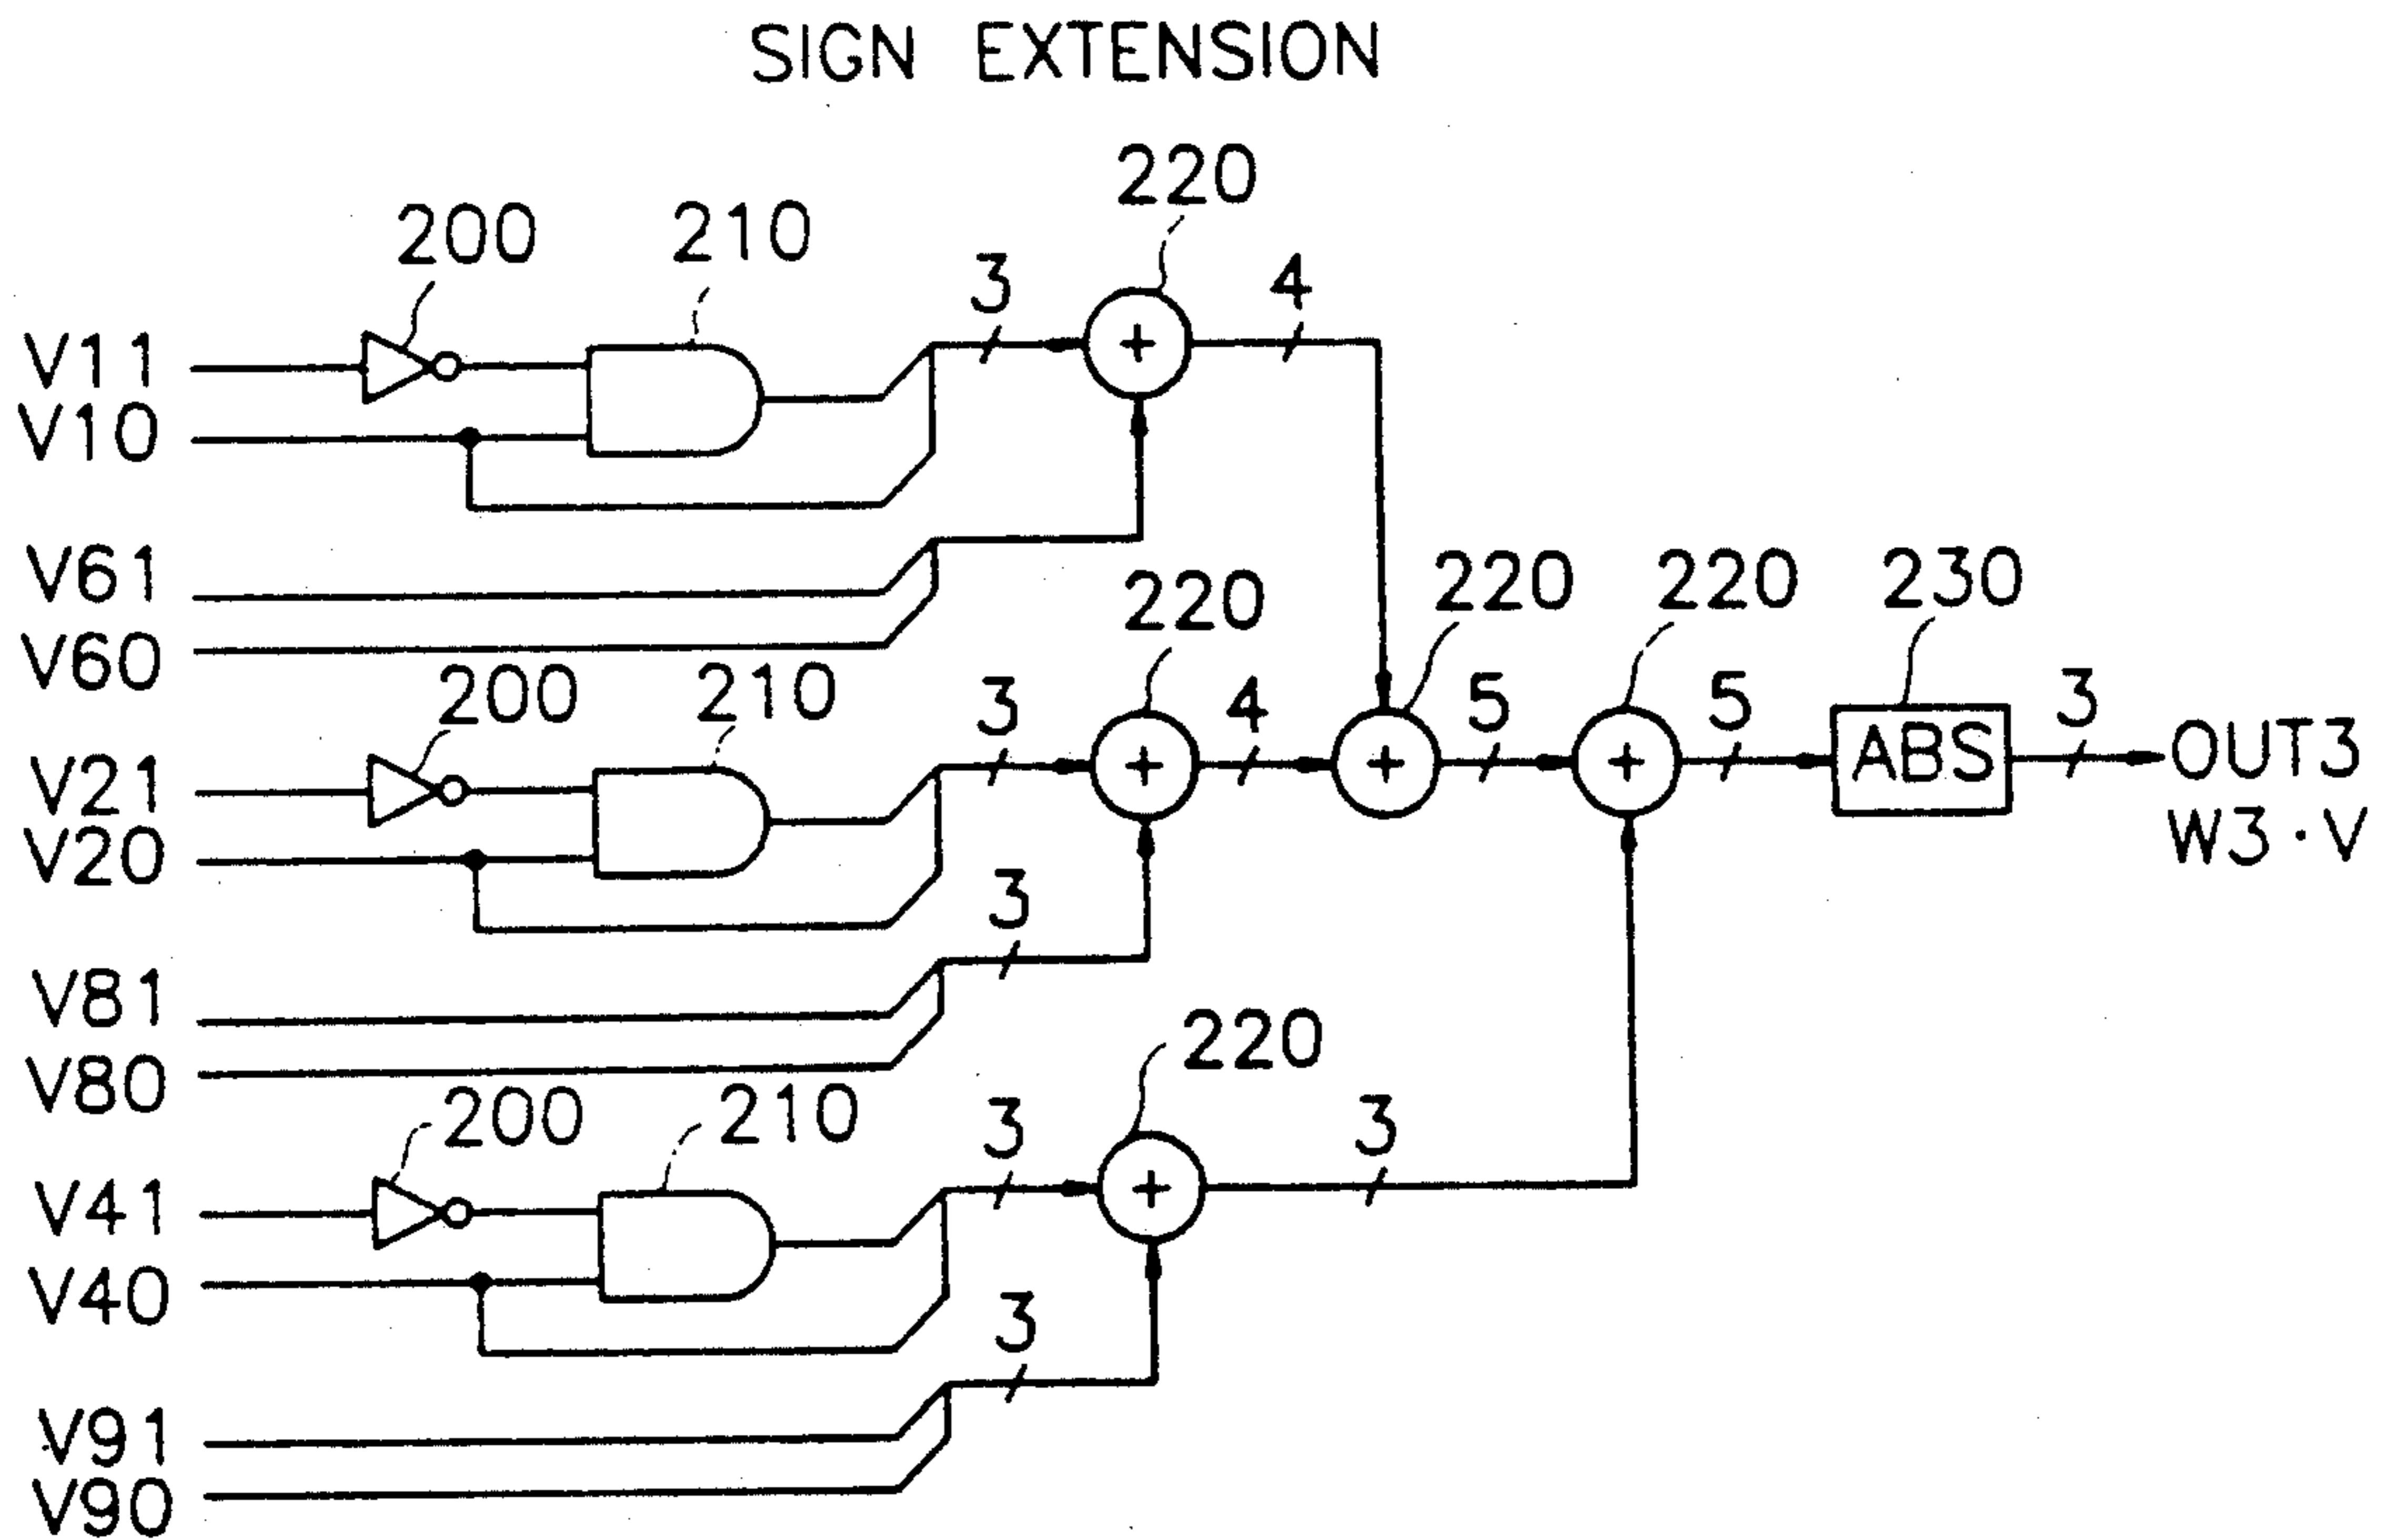 SIGN EXTENSION
220
200 210 3 4
V11
V10
V61
V60
220 220 220 230
200 210 3 4 5 5 3
V21
V20
ABS OUT3
W3·V
3
V81
V80
220
200 210 3 3
V41
V40
3
V91
V90
+
+
+
+
+